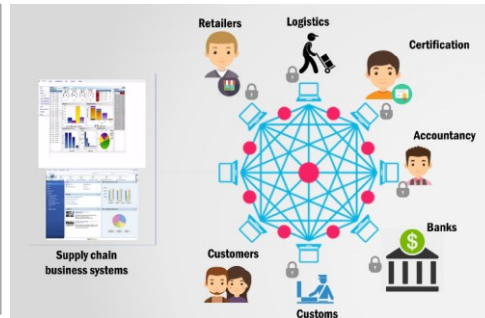 Retailers
Logistics
Certification
Accountancy
Banks
$
Customs
Customers
Supply chain
business systems